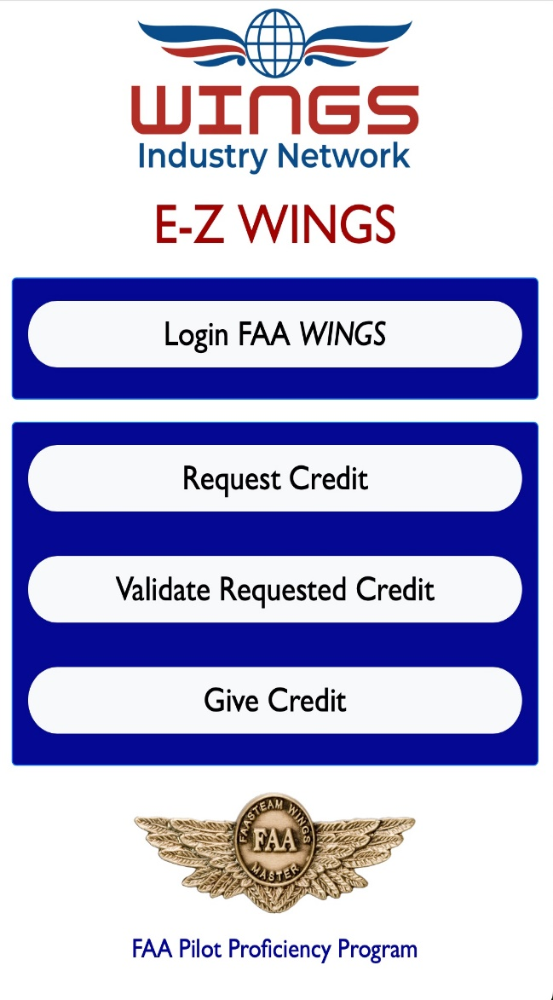 WINGS
Industry Network
E-Z WINGS
Login FAA WINGS
Request Credit
Validate Requested Credit
Give Credit
FAASTEAM WINGS
FAA
MASTER
FAA Pilot Proficiency Program